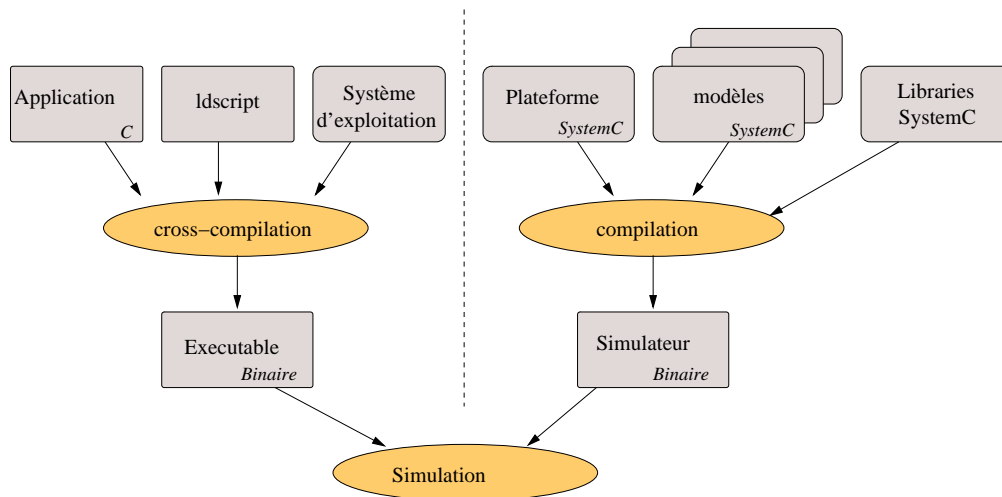 Application
C
ldscript
Système
d'exploitation
Plateforme
SystemC
modèles
SystemC
Libraries
SystemC
cross−compilation
compilation
Executable
Binaire
Simulateur
Binaire
Simulation